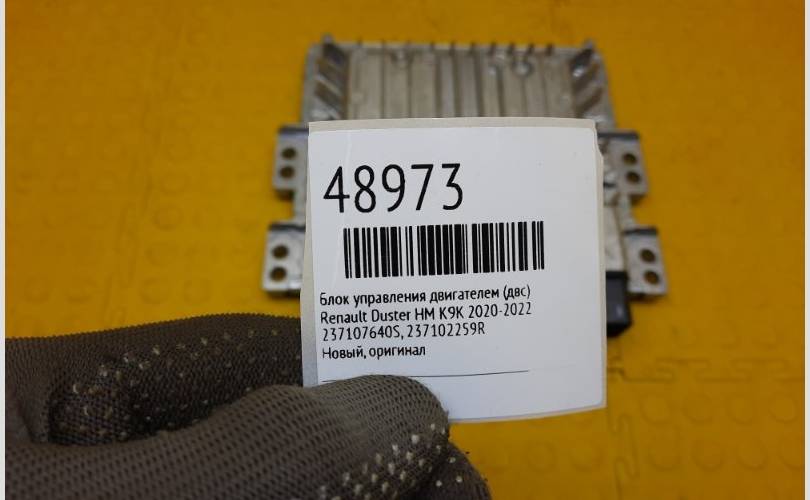 48973
Блок управления двигателем (двс)
Renault Duster HM K9K 2020-2022
237107640S, 237102259R
Новый, оригинал